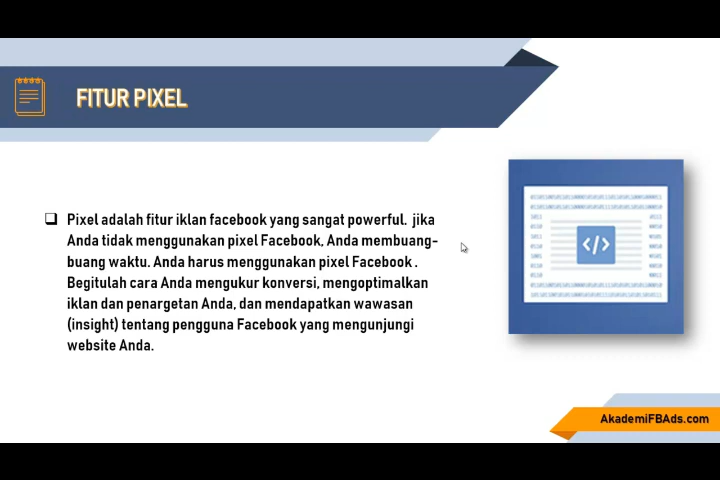 FITUR PIXEL
Pixel adalah fitur iklan facebook yang sangat powerful. jika
Anda tidak menggunakan pixel Facebook, Anda membuang-
buang waktu. Anda harus menggunakan pixel Facebook .
Begitulah cara Anda mengukur konversi, mengoptimalkan
iklan dan penargetan Anda, dan mendapatkan wawasan
(insight) tentang pengguna Facebook yang mengunjungi
website Anda.
</>
AkademiFBAds.com